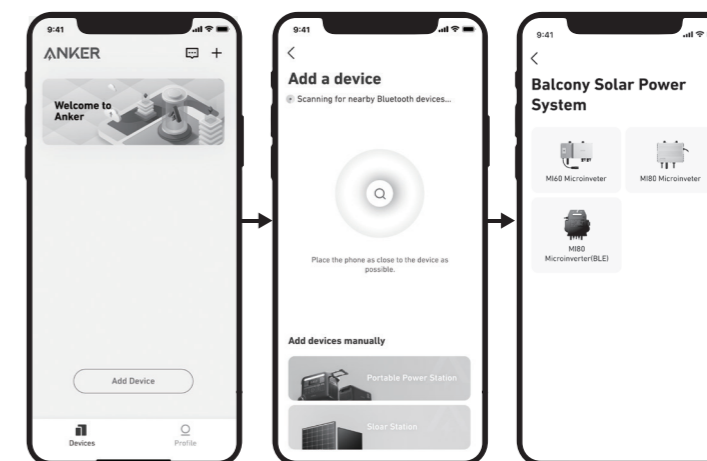 9:41
ANKER
Welcome to
Anker
Add Device
Devices
Profile
9:41
Add a device
Scanning for nearby Bluetooth devices...
Place the phone as close to the device as
possible.
Add devices manually
Portable Power Station
Sloar Station
9:41
Balcony Solar Power
System
MI60 Microinveter
MI80 Microinveter
MI80
Microinverter(BLE)